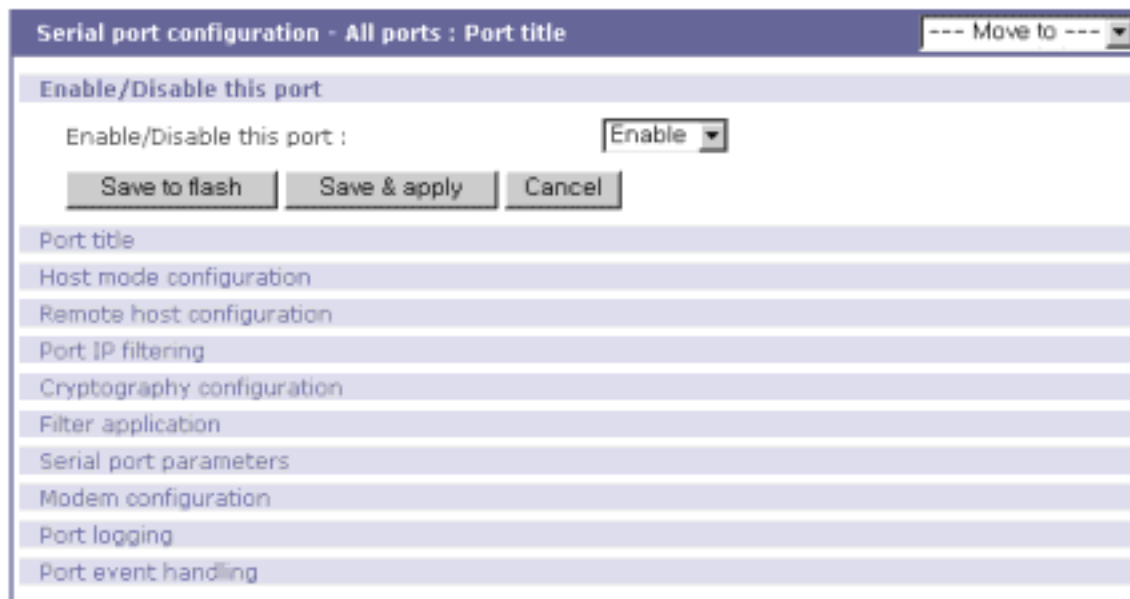 Serial port configuration - All ports : Port title --- Move to ---
Enable/Disable this port
Enable/Disable this port : Enable
Save to flash Save & apply Cancel
Port title
Host mode configuration
Remote host configuration
Port IP filtering
Cryptography configuration
Filter application
Serial port parameters
Modem configuration
Port logging
Port event handling